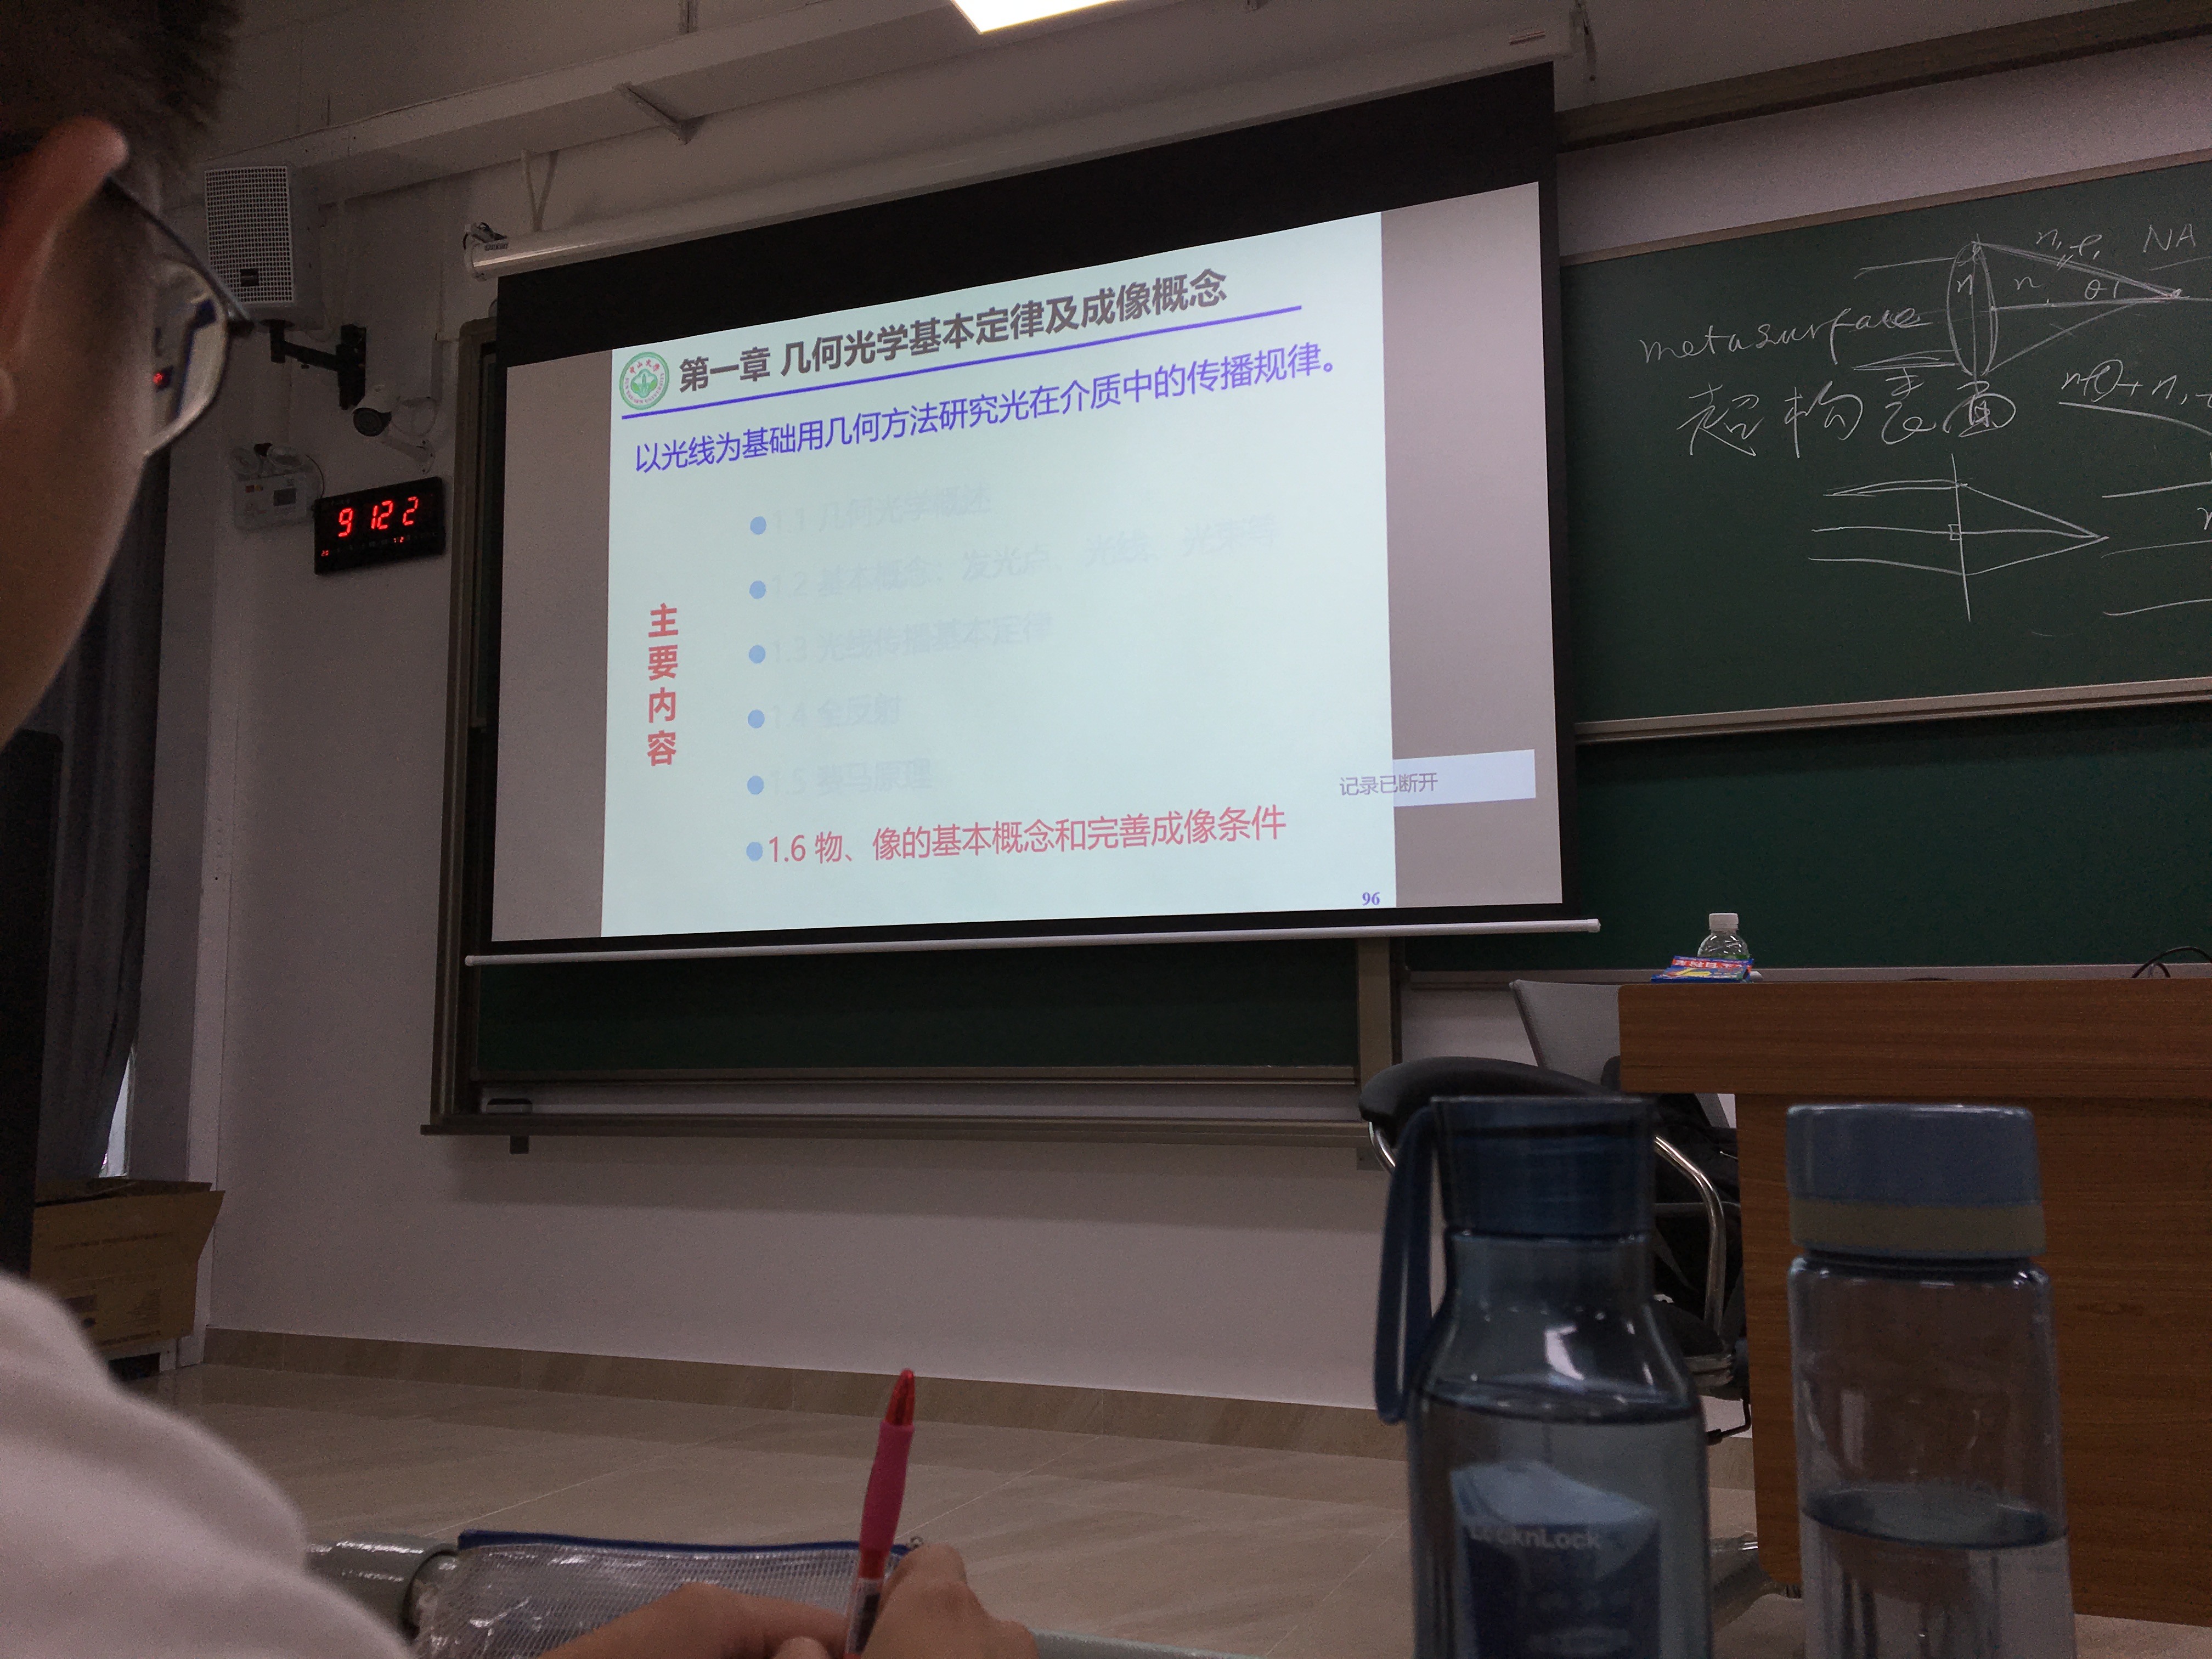 第一章 几何光学基本定律及成像概念
以光线为基础用几何方法研究光在介质中的传播规律。
主要内容
1.1 几何光学概述
1.2 基本概念：发光点、光线、光束等
1.3 光线传播基本定律
1.4 全反射
1.5 费马原理
1.6 物、像的基本概念和完善成像条件
96
记录已断开
9 12 2
metasurface
超构表面
n
n1
θ1
NA
LocknLock